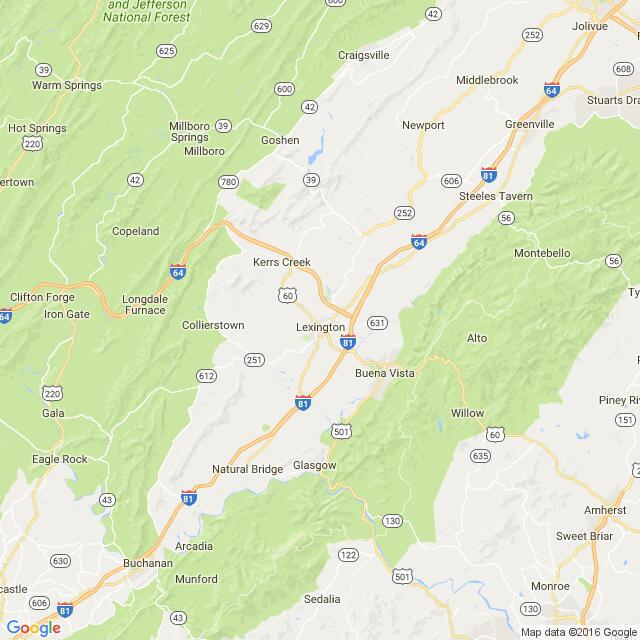 and Jefferson
National Forest
629
42
252
Jolivue
Craigsville
625
39
Warm Springs
600
Middlebrook
64
608
Stuarts Dra
42
Hot Springs
220
Millboro
Springs
39
Goshen
Newport
Greenville
Millboro
ertown
42
780
39
606
81
Steeles Tavern
252
56
Copeland
64
Montebello
64
Kerrs Creek
56
Clifton Forge
64
Iron Gate
Longdale
Furnace
60
Ty
Collierstown
Lexington
631
81
Alto
251
612
Buena Vista
220
Gala
81
Willow
Piney Riv
151
501
60
Eagle Rock
Natural Bridge
Glasgow
635
43
81
130
Amherst
Sweet Briar
Arcadia
122
630
Buchanan
Munford
501
castle
606
81
43
Sedalia
Monroe
130
Google
Map data ©2016 Google